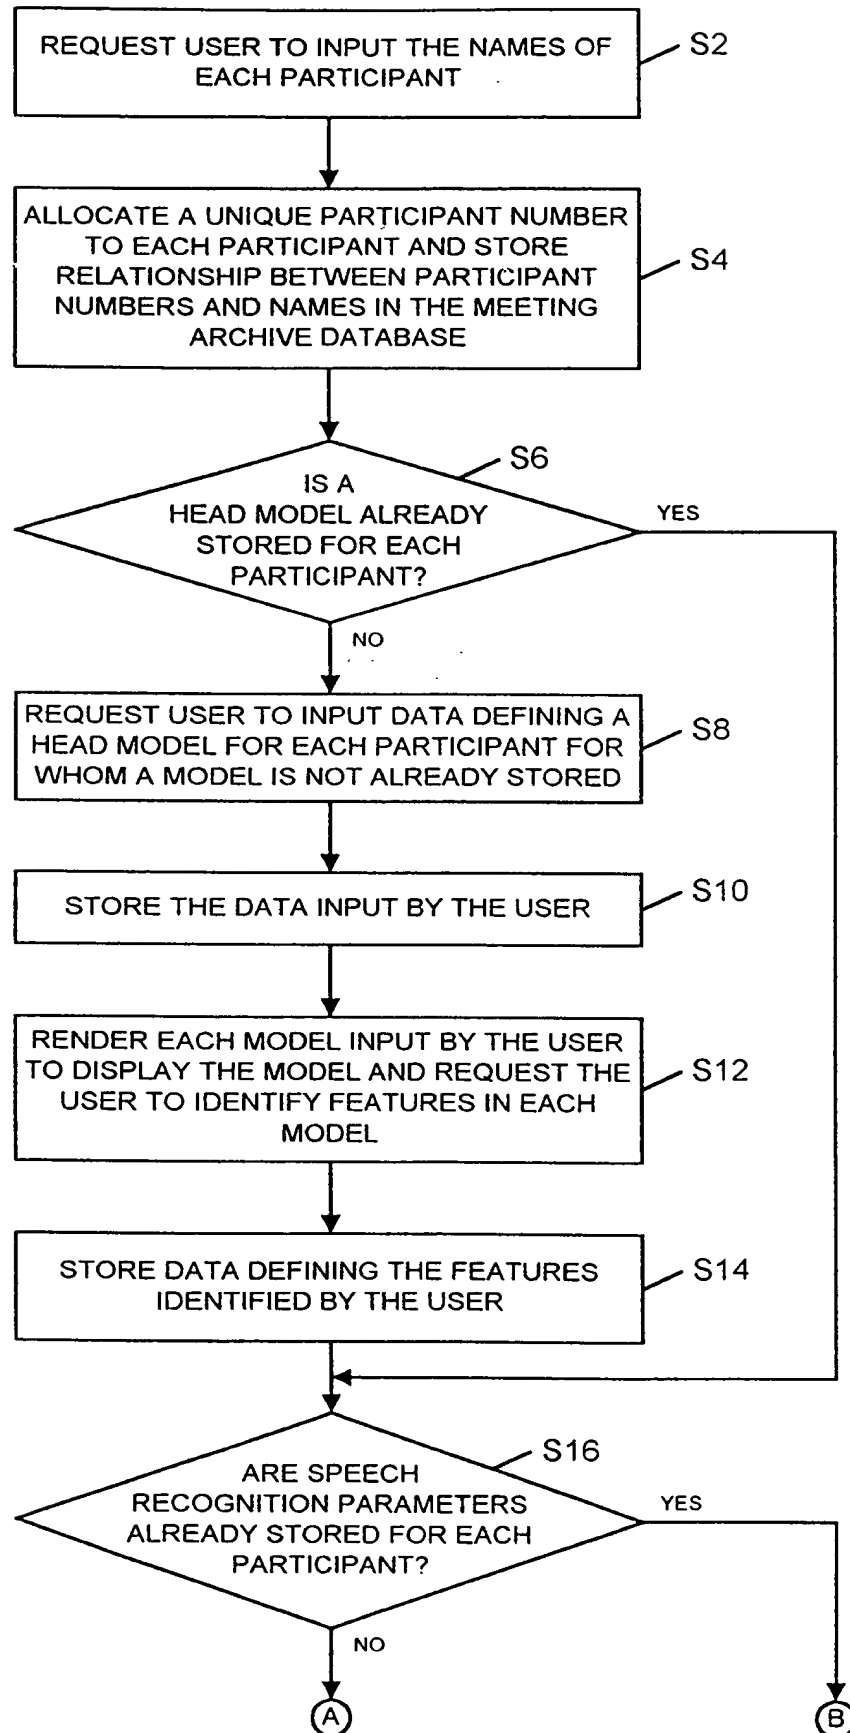 REQUEST USER TO INPUT THE NAMES OF
EACH PARTICIPANT
S2
ALLOCATE A UNIQUE PARTICIPANT NUMBER
TO EACH PARTICIPANT AND STORE
RELATIONSHIP BETWEEN PARTICIPANT
NUMBERS AND NAMES IN THE MEETING
ARCHIVE DATABASE
S4
IS A
HEAD MODEL ALREADY
STORED FOR EACH
PARTICIPANT?
S6
YES
NO
REQUEST USER TO INPUT DATA DEFINING A
HEAD MODEL FOR EACH PARTICIPANT FOR
WHOM A MODEL IS NOT ALREADY STORED
S8
STORE THE DATA INPUT BY THE USER
S10
RENDER EACH MODEL INPUT BY THE USER
TO DISPLAY THE MODEL AND REQUEST THE
USER TO IDENTIFY FEATURES IN EACH
MODEL
S12
STORE DATA DEFINING THE FEATURES
IDENTIFIED BY THE USER
S14
ARE SPEECH
RECOGNITION PARAMETERS
ALREADY STORED FOR EACH
PARTICIPANT?
S16
YES
NO
A
B